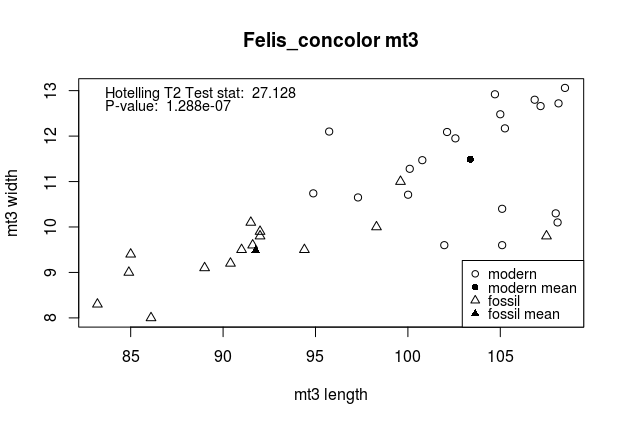 Felis_concolor mt3
Hotelling T2 Test stat: 27.128
P-value: 1.288e-07
13
12
11
10
9
8
mt3 width
modern
modern mean
fossil
fossil mean
85 90 95 100 105
mt3 length